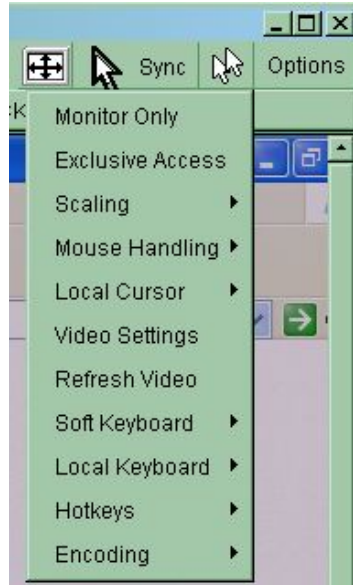 Sync Options
K
Monitor Only
Exclusive Access
Scaling
Mouse Handling
Local Cursor
Video Settings
Refresh Video
Soft Keyboard
Local Keyboard
Hotkeys
Encoding